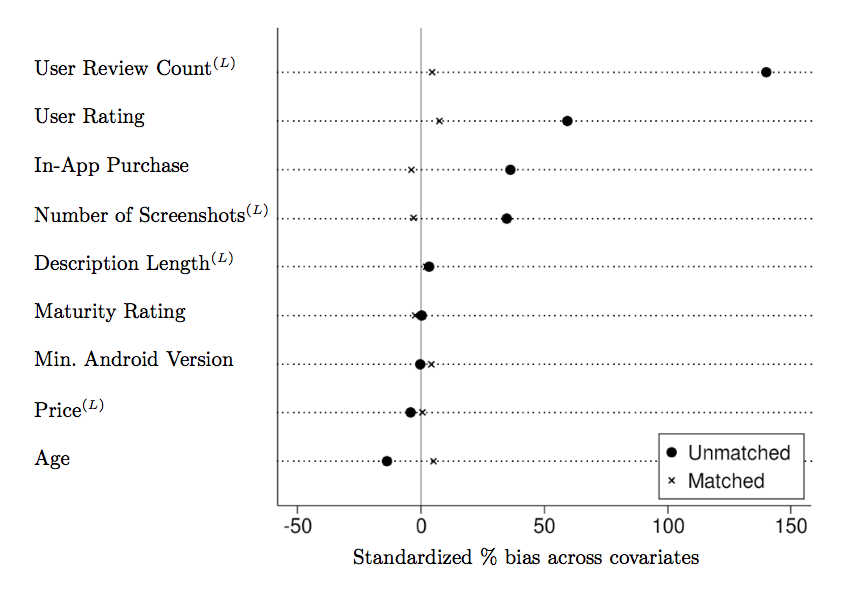 User Review Count(L)
User Rating
In-App Purchase
Number of Screenshots(L)
Description Length(L)
Maturity Rating
Min. Android Version
Price(L)
Age
Unmatched
Matched
-50 0 50 100 150
Standardized % bias across covariates